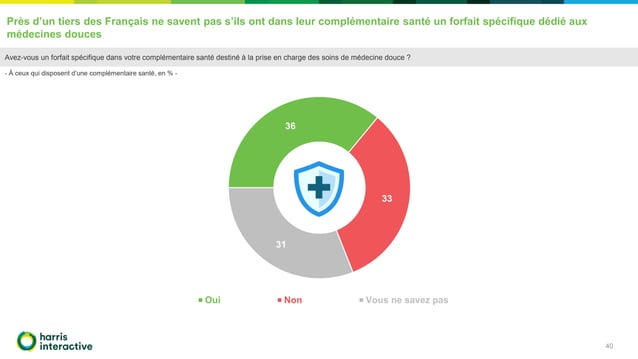 Près d’un tiers des Français ne savent pas s’ils ont dans leur complémentaire santé un forfait spécifique dédié aux
médecines douces
Avez-vous un forfait spécifique dans votre complémentaire santé destiné à la prise en charge des soins de médecine douce ?
- À ceux qui disposent d’une complémentaire santé, en % -
36
33
31
Oui Non Vous ne savez pas
harris
interactive
40